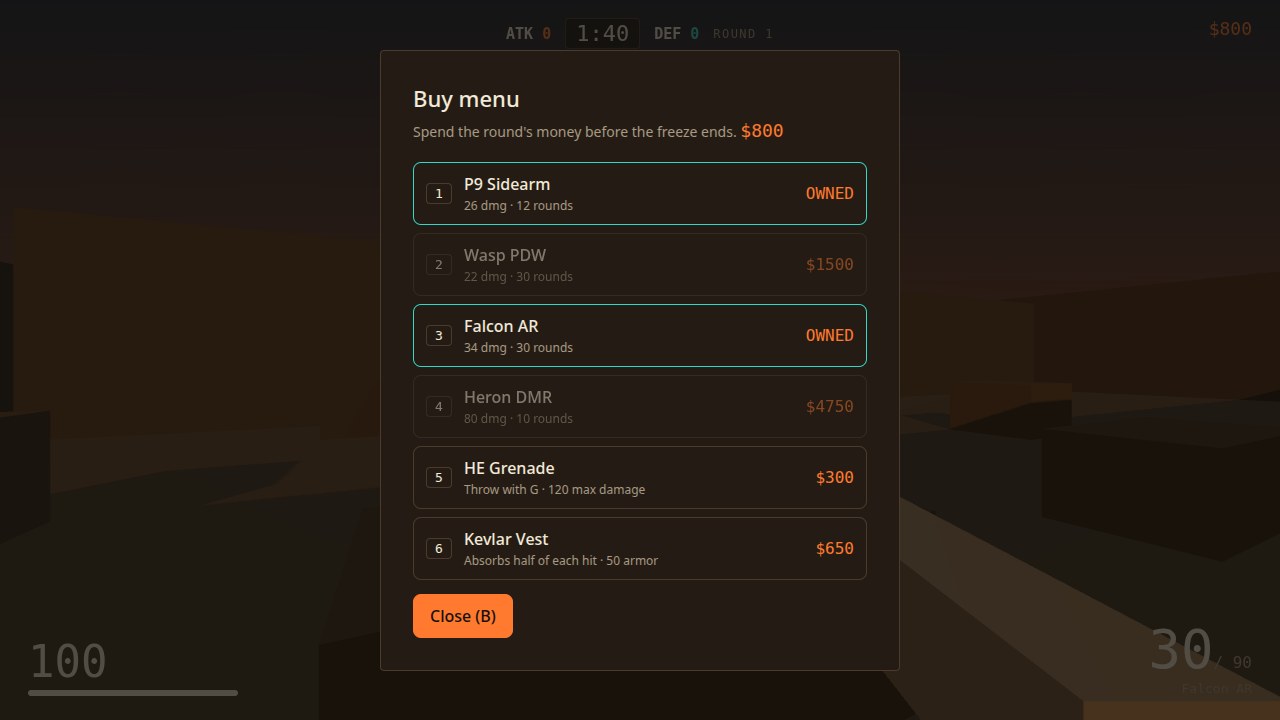 ATK 0 1:40 DEF 0 ROUND 1
$800
Buy menu
Spend the round's money before the freeze ends. $800
1 P9 Sidearm OWNED
26 dmg · 12 rounds
2 Wasp PDW $1500
22 dmg · 30 rounds
3 Falcon AR OWNED
34 dmg · 30 rounds
4 Heron DMR $4750
80 dmg · 10 rounds
5 HE Grenade $300
Throw with G · 120 max damage
6 Kevlar Vest $650
Absorbs half of each hit · 50 armor
Close (B)
100
30 / 90
Falcon AR